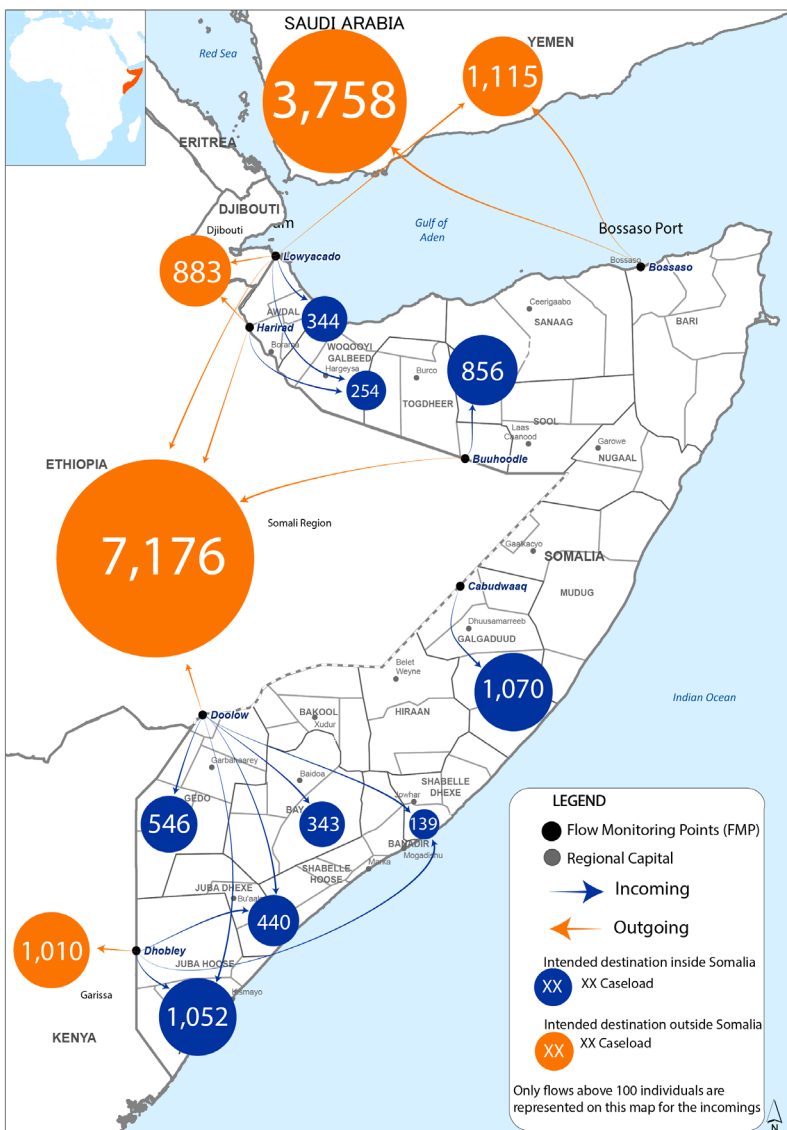 SAUDI ARABIA
YEMEN
Red Sea
1,115
3,758
ERITREA
DJIBOUTI
Djibouti
am
Gulf of
Aden
Bossaso Port
Lowyacado
Bossaso
Bossaso
883
AWDAL
344
Harirad
Borama
WOQOOYI
GALBEED
Hargeysa
254
Ceerigaabo
SANAAG
BARI
Burco
856
TOGDHEER
SOOL
Laas
Chanood
Garowe
NUGAAL
Buuhoodle
ETHIOPIA
Somali Region
7,176
Gaalkacyo
SOMALIA
Cabudwaaq
MUDUG
Dhuusamarreeb
GALGADUUD
Belet
Weyne
1,070
Indian Ocean
Doolow
BAKOOL
Xudur
HIRAAN
Garbahaarey
Baidoa
SHABELLE
DHEXE
Jowhar
GEDO
BAY
546
343
139
BANADIR
Mogadishu
Marka
SHABELLE
HOOSE
JUBA DHEXE
Bu'aale
440
1,010
Dhobley
JUBA HOOSE
Garissa
Kismayo
1,052
KENYA
LEGEND
Flow Monitoring Points (FMP)
Regional Capital
Incoming
Outgoing
Intended destination inside Somalia
XX XX Caseload
Intended destination outside Somalia
XX XX Caseload
Only flows above 100 individuals are
represented on this map for the incomings
N